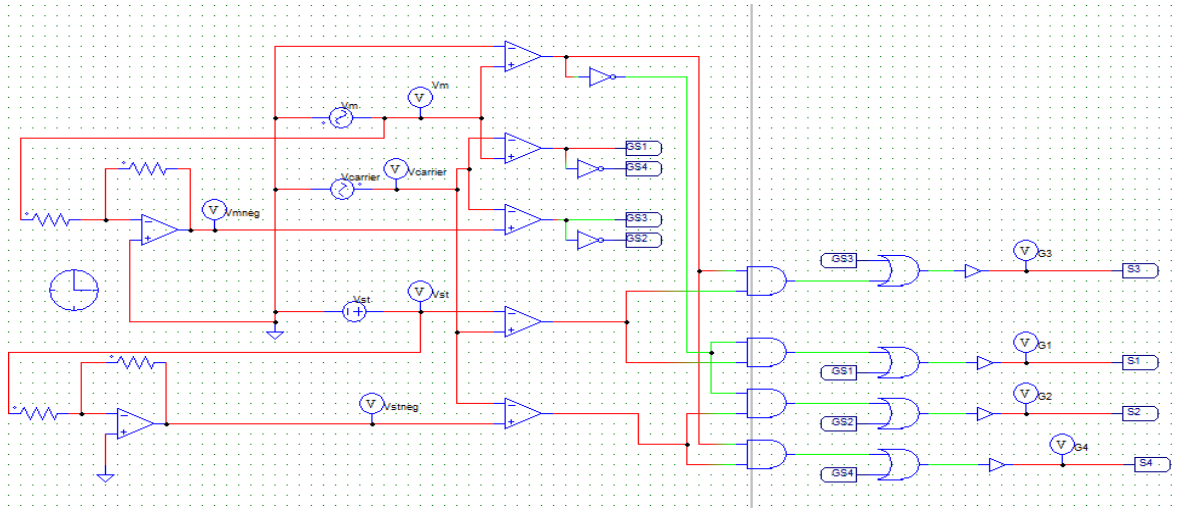 Vm
V
Vm
V
Vcarrier
Vcarrier
GS1
GS4
V
Vmneg
GS3
GS2
V
G3
GS3
S3
V
Vst
Vst
V
G1
S1
GS1
V
Vstneg
V
G2
S2
GS2
V
G4
S4
GS4